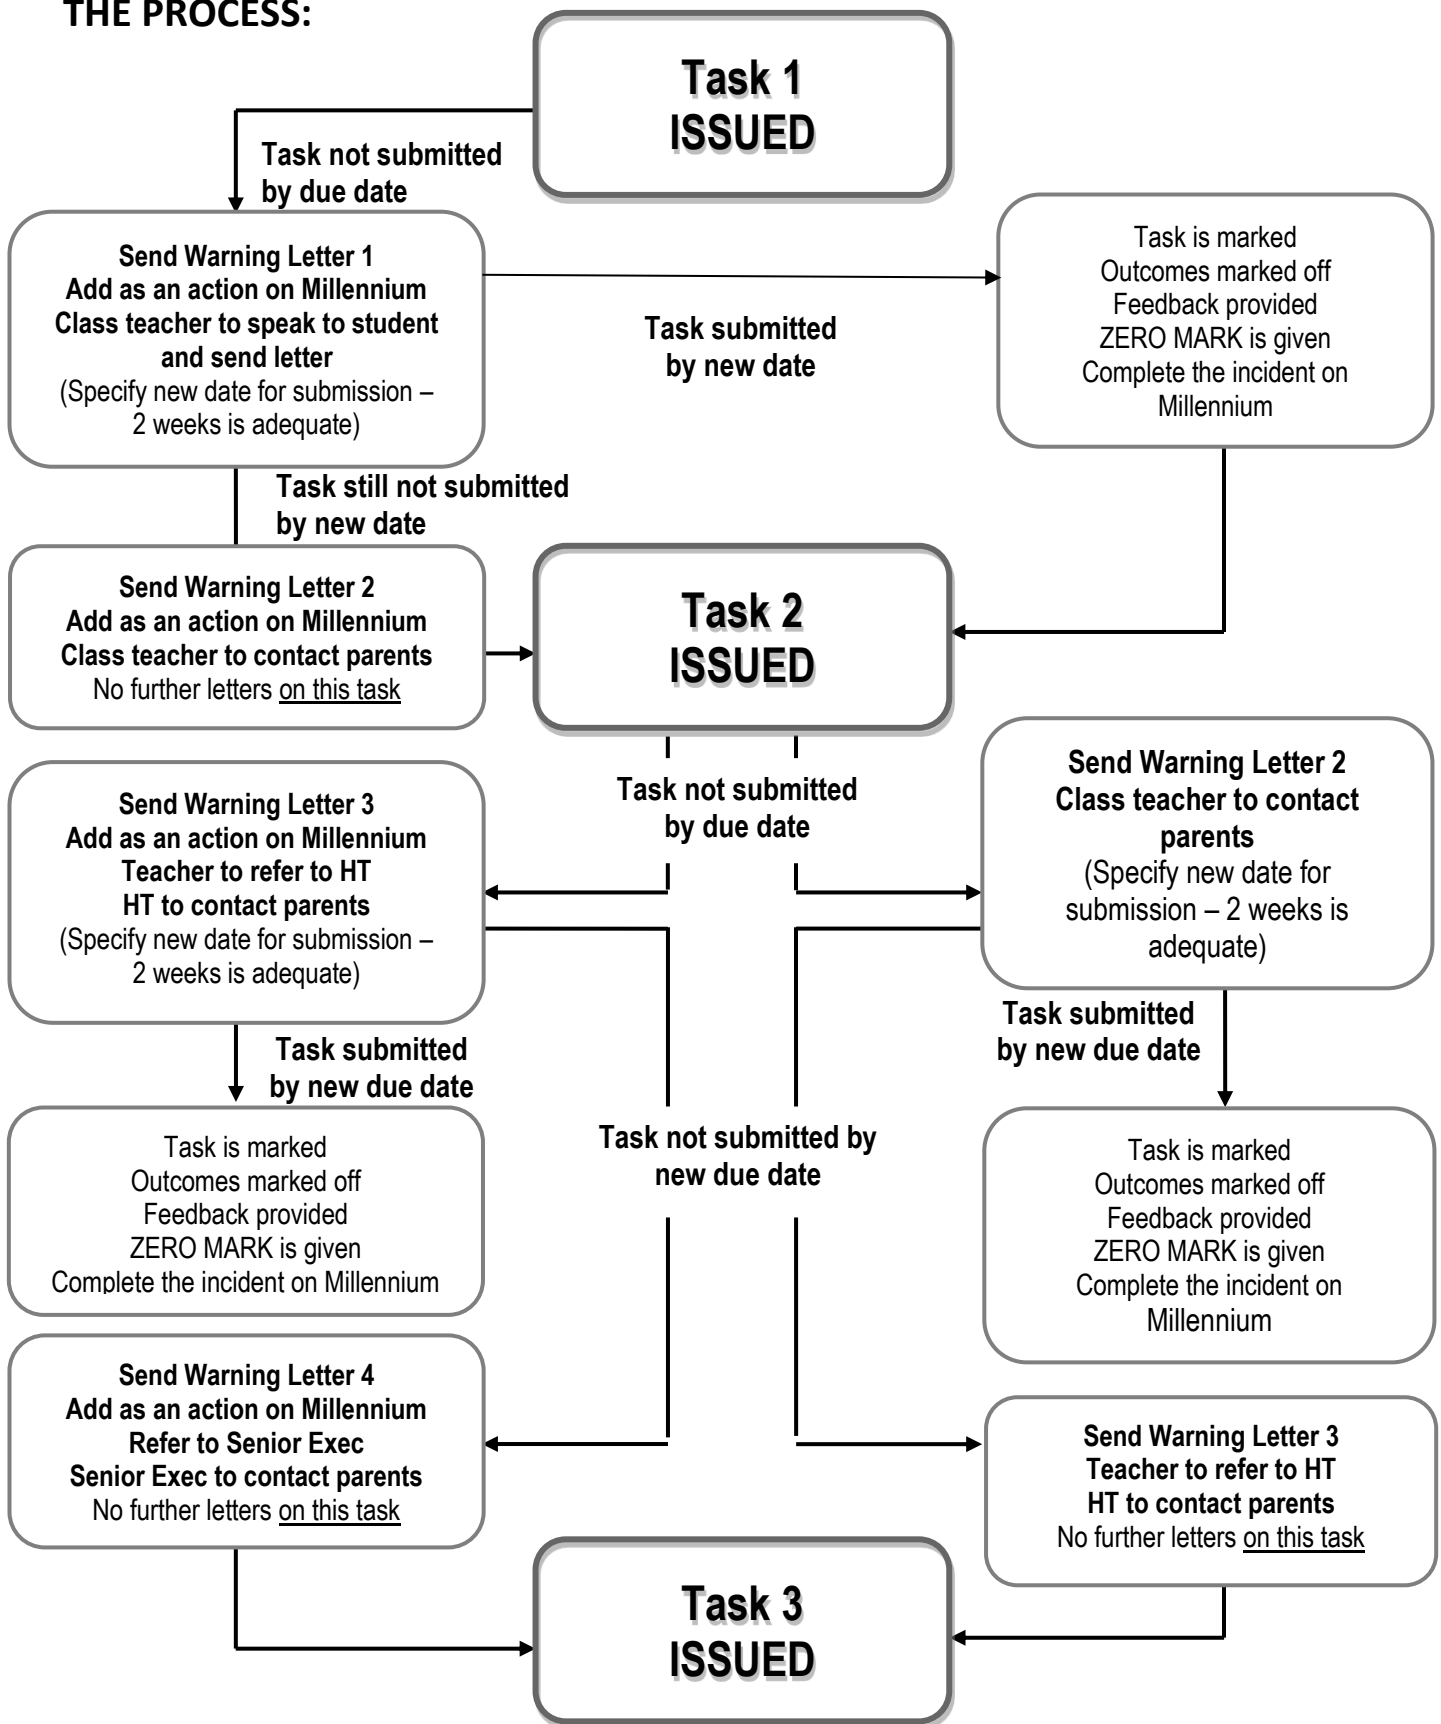 THE PROCESS:
Task 1
ISSUED
Task not submitted
by due date
Send Warning Letter 1
Add as an action on Millennium
Class teacher to speak to student
and send letter
(Specify new date for submission –
2 weeks is adequate)
Task submitted
by new date
Task is marked
Outcomes marked off
Feedback provided
ZERO MARK is given
Complete the incident on
Millennium
Task still not submitted
by new date
Send Warning Letter 2
Add as an action on Millennium
Class teacher to contact parents
No further letters on this task
Task 2
ISSUED
Task not submitted
by due date
Send Warning Letter 3
Add as an action on Millennium
Teacher to refer to HT
HT to contact parents
(Specify new date for submission –
2 weeks is adequate)
Send Warning Letter 2
Class teacher to contact
parents
(Specify new date for
submission – 2 weeks is
adequate)
Task submitted
by new due date
Task submitted
by new due date
Task not submitted by
new due date
Task is marked
Outcomes marked off
Feedback provided
ZERO MARK is given
Complete the incident on Millennium
Task is marked
Outcomes marked off
Feedback provided
ZERO MARK is given
Complete the incident on
Millennium
Send Warning Letter 4
Add as an action on Millennium
Refer to Senior Exec
Senior Exec to contact parents
No further letters on this task
Send Warning Letter 3
Teacher to refer to HT
HT to contact parents
No further letters on this task
Task 3
ISSUED